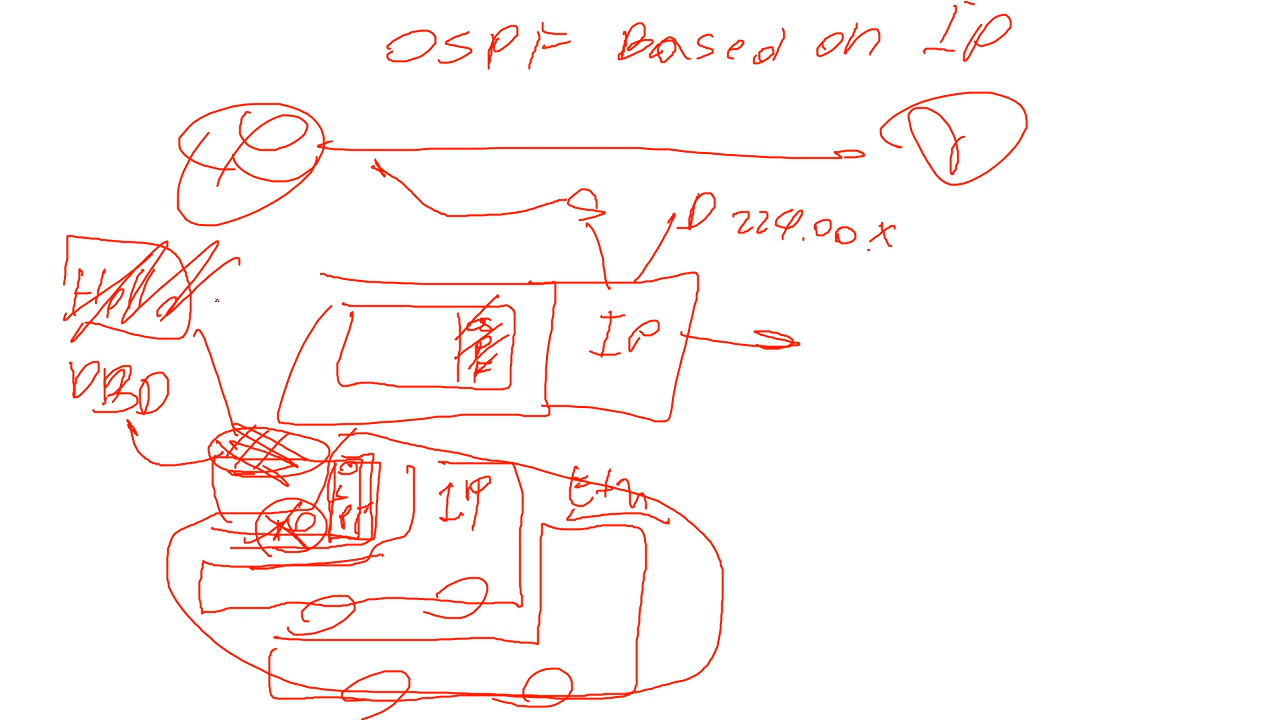 OSPF Based on IP
D 224.00.X
IP
DBD
IP
Eth